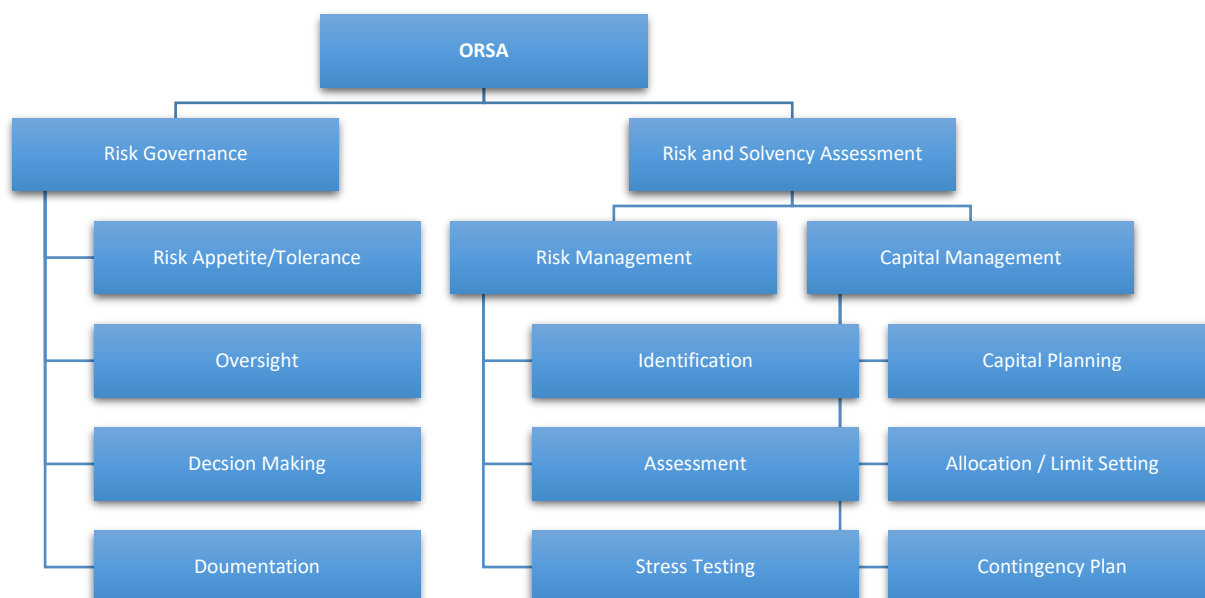 ORSA
Risk Governance
Risk and Solvency Assessment
Risk Appetite/Tolerance
Risk Management
Capital Management
Oversight
Identification
Capital Planning
Decsion Making
Assessment
Allocation / Limit Setting
Doumentation
Stress Testing
Contingency Plan